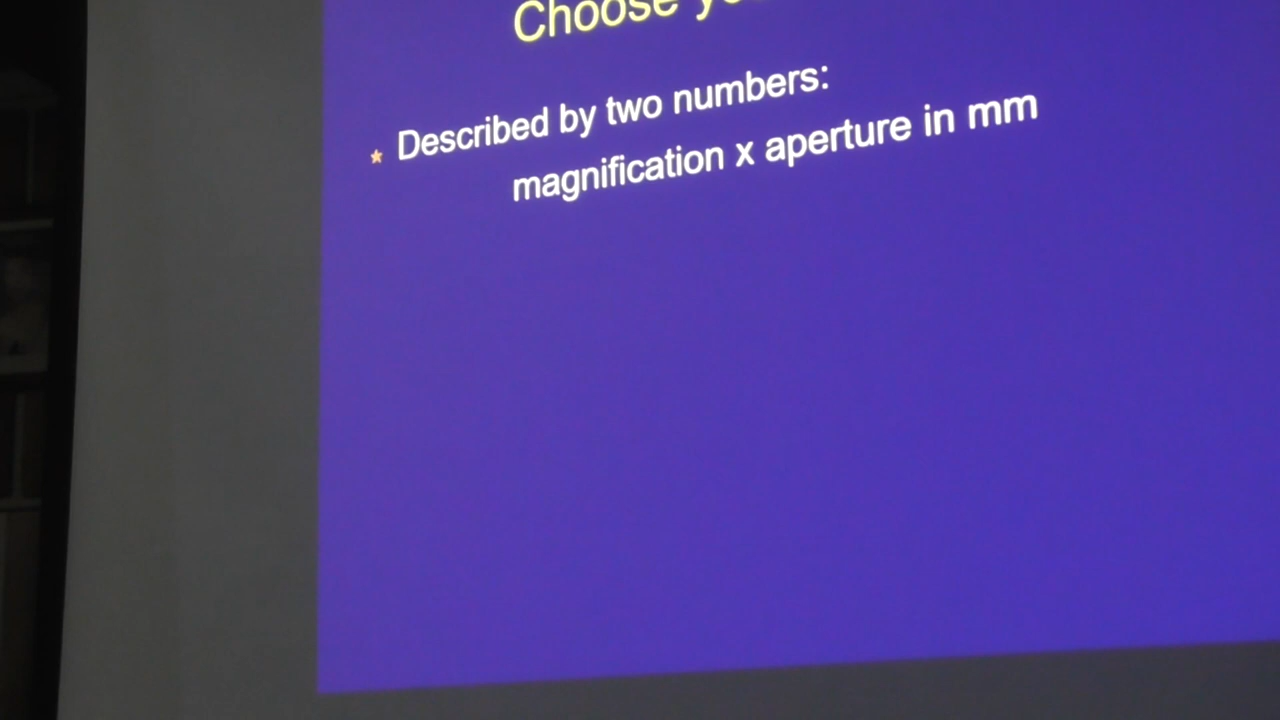 Choose
Described by two numbers:
magnification x aperture in mm